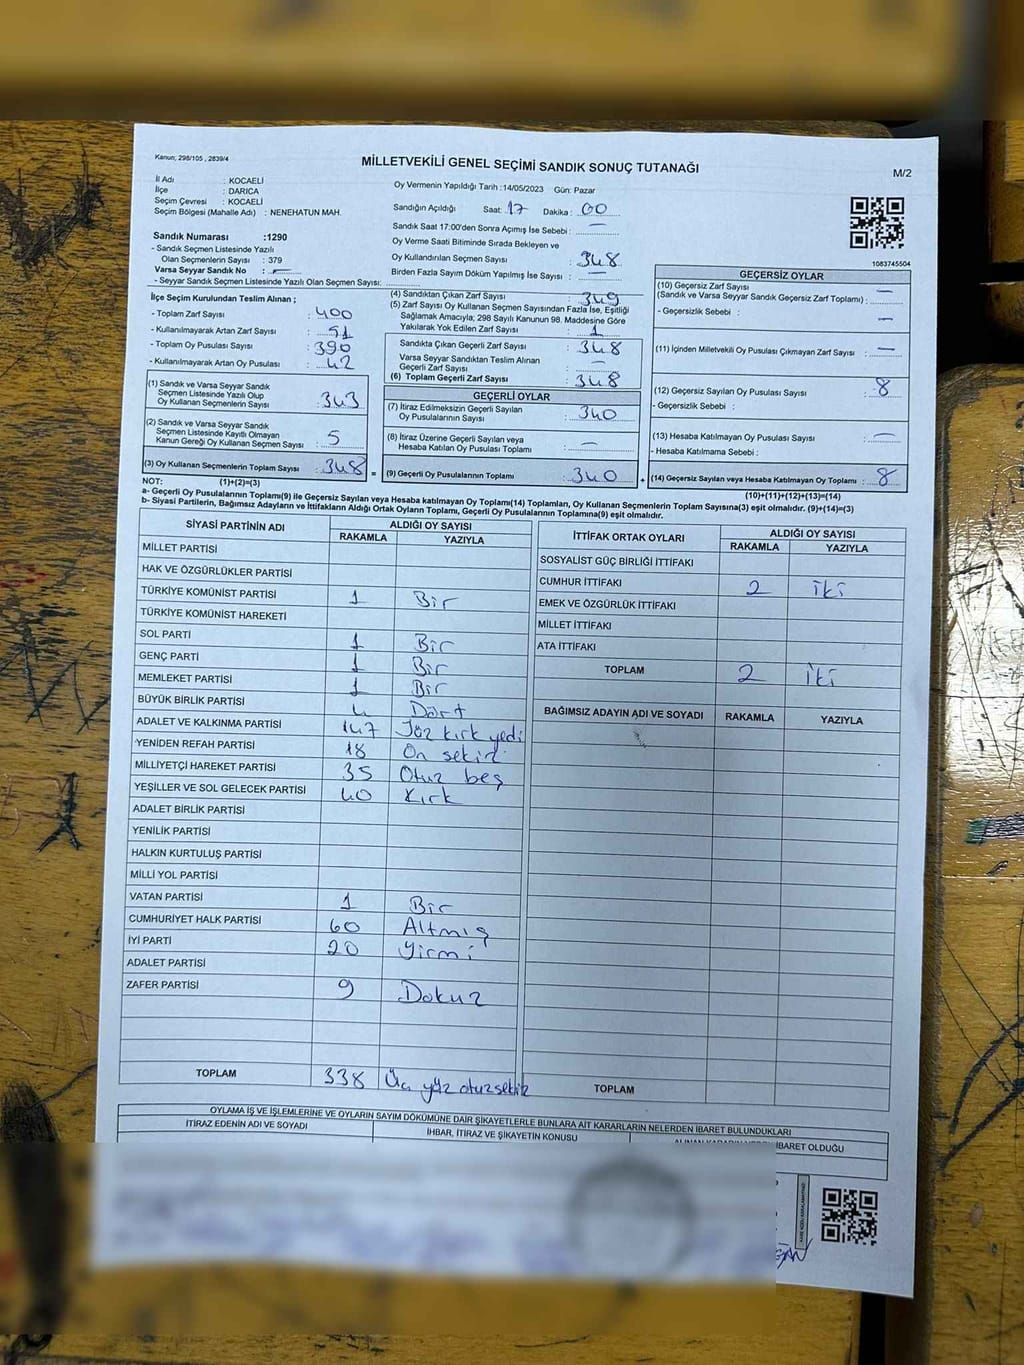 Kanun; 298/105 , 2839/4
MİLLETVEKİLİ GENEL SEÇİMİ SANDIK SONUÇ TUTANAĞI
M/2
İl Adı : KOCAELİ
İlçe : DARICA
Seçim Çevresi : KOCAELİ
Seçim Bölgesi (Mahalle Adı) : NENEHATUN MAH.
Sandık Numarası :1290
- Sandık Seçmen Listesinde Yazılı
Olan Seçmenlerin Sayısı : 379
Varsa Seyyar Sandık No : —
- Seyyar Sandık Seçmen Listesinde Yazılı Olan Seçmen Sayısı:
Oy Vermenin Yapıldığı Tarih :14/05/2023 Gün: Pazar
Sandığın Açıldığı Saat: 17 Dakika : 00
Sandık Saat 17:00'den Sonra Açımış İse Sebebi : —
Oy Verme Saati Bitiminde Sırada Bekleyen ve
Oy Kullandırılan Seçmen Sayısı : 348
Birden Fazla Sayım Döküm Yapılmış İse Sayısı : —
1083745504
İlçe Seçim Kurulundan Teslim Alınan ;
- Toplam Zarf Sayısı : 400
- Kullanılmayarak Artan Zarf Sayısı : 51
- Toplam Oy Pusulası Sayısı : 390
- Kullanılmayarak Artan Oy Pusulası : 42
(1) Sandık ve Varsa Seyyar Sandık
Seçmen Listesinde Yazılı Olup
Oy Kullanan Seçmenlerin Sayısı : 343
(2) Sandık ve Varsa Seyyar Sandık
Seçmen Listesinde Kayıtlı Olmayan
Kanun Gereği Oy Kullanan Seçmen Sayısı : 5
(3) Oy Kullanan Seçmenlerin Toplam Sayısı : 348
(4) Sandıktan Çıkan Zarf Sayısı : 349
(5) Zarf Sayısı Oy Kullanan Seçmen Sayısından Fazla İse, Eşitliği
Sağlamak Amacıyla; 298 Sayılı Kanunun 98. Maddesine Göre
Yakılarak Yok Edilen Zarf Sayısı : 1
Sandıkta Çıkan Geçerli Zarf Sayısı : 348
Varsa Seyyar Sandıktan Teslim Alınan
Geçerli Zarf Sayısı :
(6) Toplam Geçerli Zarf Sayısı : 348
GEÇERLİ OYLAR
(7) İtiraz Edilmeksizin Geçerli Sayılan
Oy Pusulalarının Sayısı : 340
(8) İtiraz Üzerine Geçerli Sayılan veya
Hesaba Katılan Oy Pusulası Toplamı : —
= (9) Geçerli Oy Pusulalarının Toplamı : 340
GEÇERSİZ OYLAR
(10) Geçersiz Zarf Sayısı
(Sandık ve Varsa Seyyar Sandık Geçersiz Zarf Toplamı) : —
- Geçersizlik Sebebi : —
(11) İçinden Milletvekili Oy Pusulası Çıkmayan Zarf Sayısı : —
(12) Geçersiz Sayılan Oy Pusulası Sayısı : 8
- Geçersizlik Sebebi :
(13) Hesaba Katılmayan Oy Pusulası Sayısı : —
- Hesaba Katılmama Sebebi :
+ (14) Geçersiz Sayılan veya Hesaba Katılmayan Oy Toplamı : 8
NOT: (1)+(2)=(3) (10)+(11)+(12)+(13)=(14)
a- Geçerli Oy Pusulalarının Toplamı(9) ile Geçersiz Sayılan veya Hesaba katılmayan Oy Toplamı(14) Toplamları, Oy Kullanan Seçmenlerin Toplam Sayısına(3) eşit olmalıdır. (9)+(14)=(3)
b- Siyasi Partilerin, Bağımsız Adayların ve İttifakların Aldığı Ortak Oyların Toplamı, Geçerli Oy Pusulalarının Toplamına(9) eşit olmalıdır.
SİYASİ PARTİNİN ADI ALDIĞI OY SAYISI
RAKAMLA YAZIYLA
MİLLET PARTİSİ
HAK VE ÖZGÜRLÜKLER PARTİSİ
TÜRKİYE KOMÜNİST PARTİSİ 1 Bir
TÜRKİYE KOMÜNİST HAREKETİ
SOL PARTİ 1 Bir
GENÇ PARTİ 1 Bir
MEMLEKET PARTİSİ 1 Bir
BÜYÜK BİRLİK PARTİSİ 4 Dört
ADALET VE KALKINMA PARTİSİ 147 Yüz kırk yedi
YENİDEN REFAH PARTİSİ 18 On sekiz
MİLLİYETÇİ HAREKET PARTİSİ 35 Otuz beş
YEŞİLLER VE SOL GELECEK PARTİSİ 40 Kırk
ADALET BİRLİK PARTİSİ
YENİLİK PARTİSİ
HALKIN KURTULUŞ PARTİSİ
MİLLİ YOL PARTİSİ
VATAN PARTİSİ 1 Bir
CUMHURİYET HALK PARTİSİ 60 Altmış
İYİ PARTİ 20 Yirmi
ADALET PARTİSİ
ZAFER PARTİSİ 9 Dokuz
TOPLAM 338 Üç yüz otuz sekiz
İTTİFAK ORTAK OYLARI ALDIĞI OY SAYISI
RAKAMLA YAZIYLA
SOSYALİST GÜÇ BİRLİĞİ İTTİFAKI
CUMHUR İTTİFAKI 2 iki
EMEK VE ÖZGÜRLÜK İTTİFAKI
MİLLET İTTİFAKI
ATA İTTİFAKI
TOPLAM 2 iki
BAĞIMSIZ ADAYIN ADI VE SOYADI RAKAMLA YAZIYLA
TOPLAM
OYLAMA İŞ VE İŞLEMLERİNE VE OYLARIN SAYIM DÖKÜMÜNE DAİR ŞİKAYETLERLE BUNLARA AİT KARARLARIN NELERDEN İBARET BULUNDUKLARI
İTİRAZ EDENİN ADI VE SOYADI İHBAR, İTİRAZ VE ŞİKAYETİN KONUSU İBARET OLDUĞU